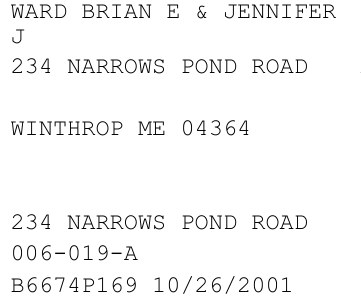 WARD BRIAN E & JENNIFER
J
234 NARROWS POND ROAD
WINTHROP ME 04364
234 NARROWS POND ROAD
006-019-A
B6674P169 10/26/2001